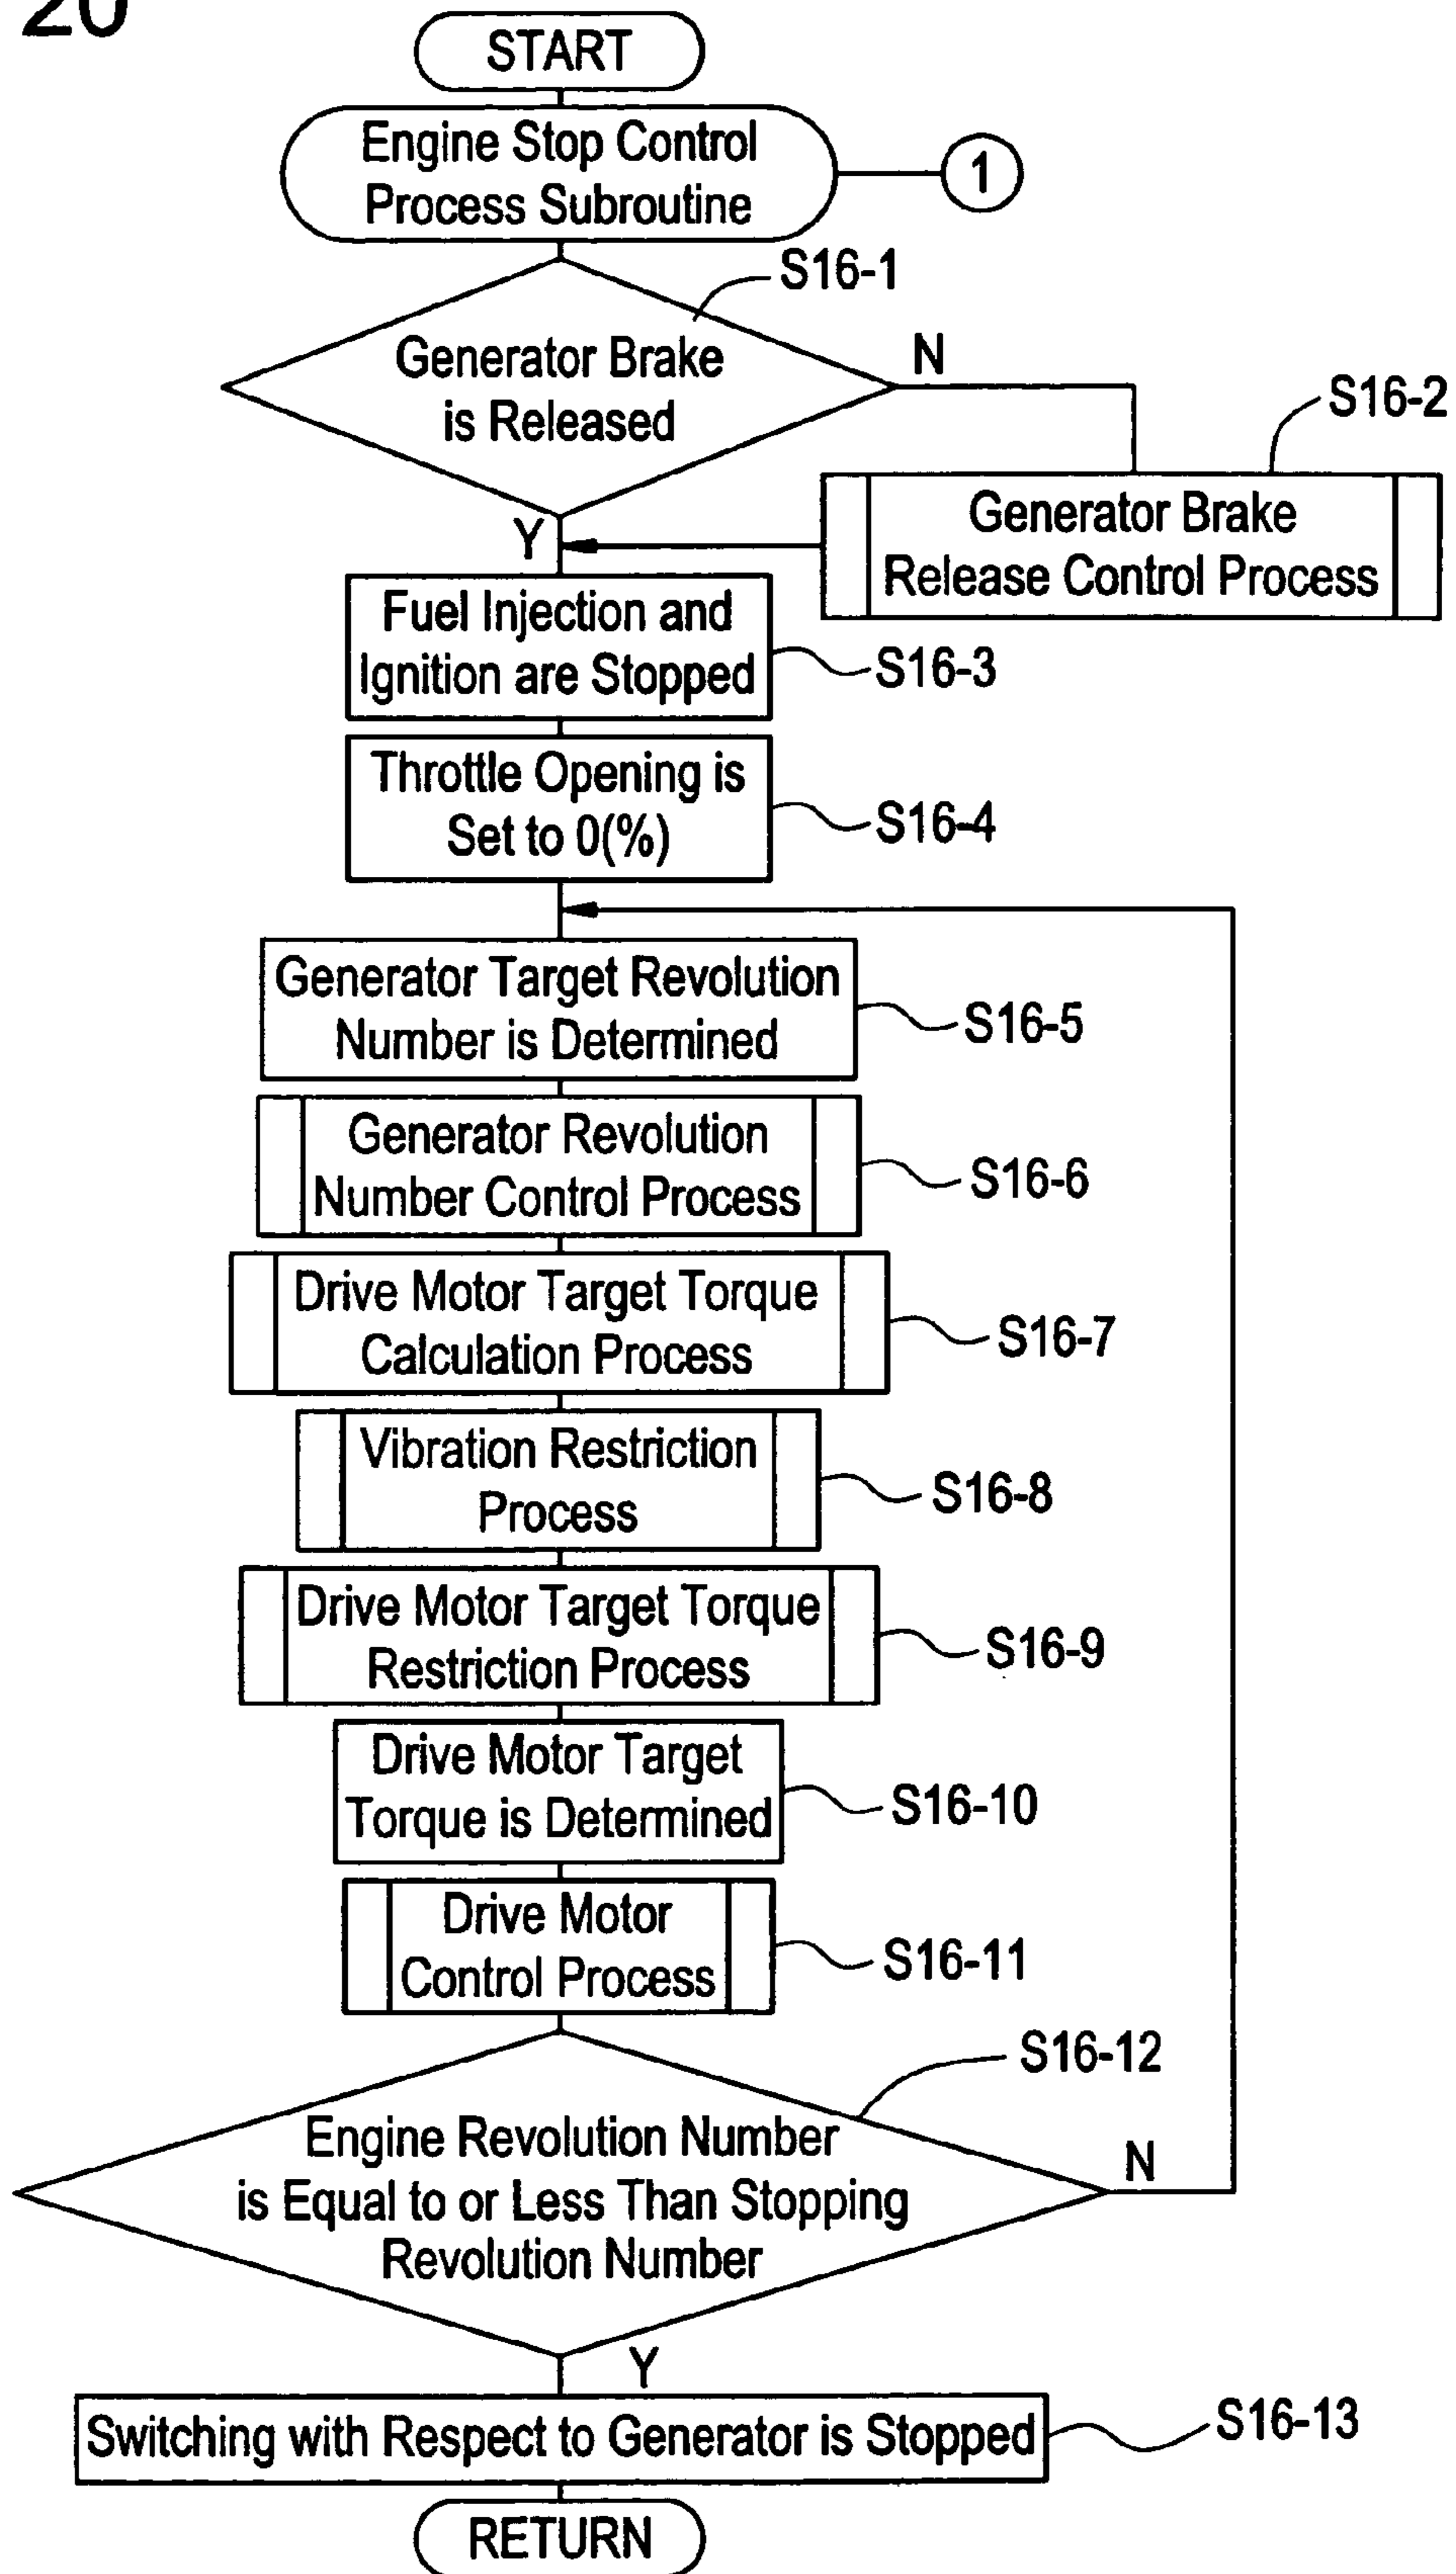 20
START
Engine Stop Control
Process Subroutine
1
S16-1
Generator Brake
is Released
N
S16-2
Generator Brake
Release Control Process
Y
Fuel Injection and
Ignition are Stopped
S16-3
Throttle Opening is
Set to 0(%)
S16-4
Generator Target Revolution
Number is Determined
S16-5
Generator Revolution
Number Control Process
S16-6
Drive Motor Target Torque
Calculation Process
S16-7
Vibration Restriction
Process
S16-8
Drive Motor Target Torque
Restriction Process
S16-9
Drive Motor Target
Torque is Determined
S16-10
Drive Motor
Control Process
S16-11
S16-12
Engine Revolution Number
is Equal to or Less Than Stopping
Revolution Number
N
Y
Switching with Respect to Generator is Stopped
S16-13
RETURN